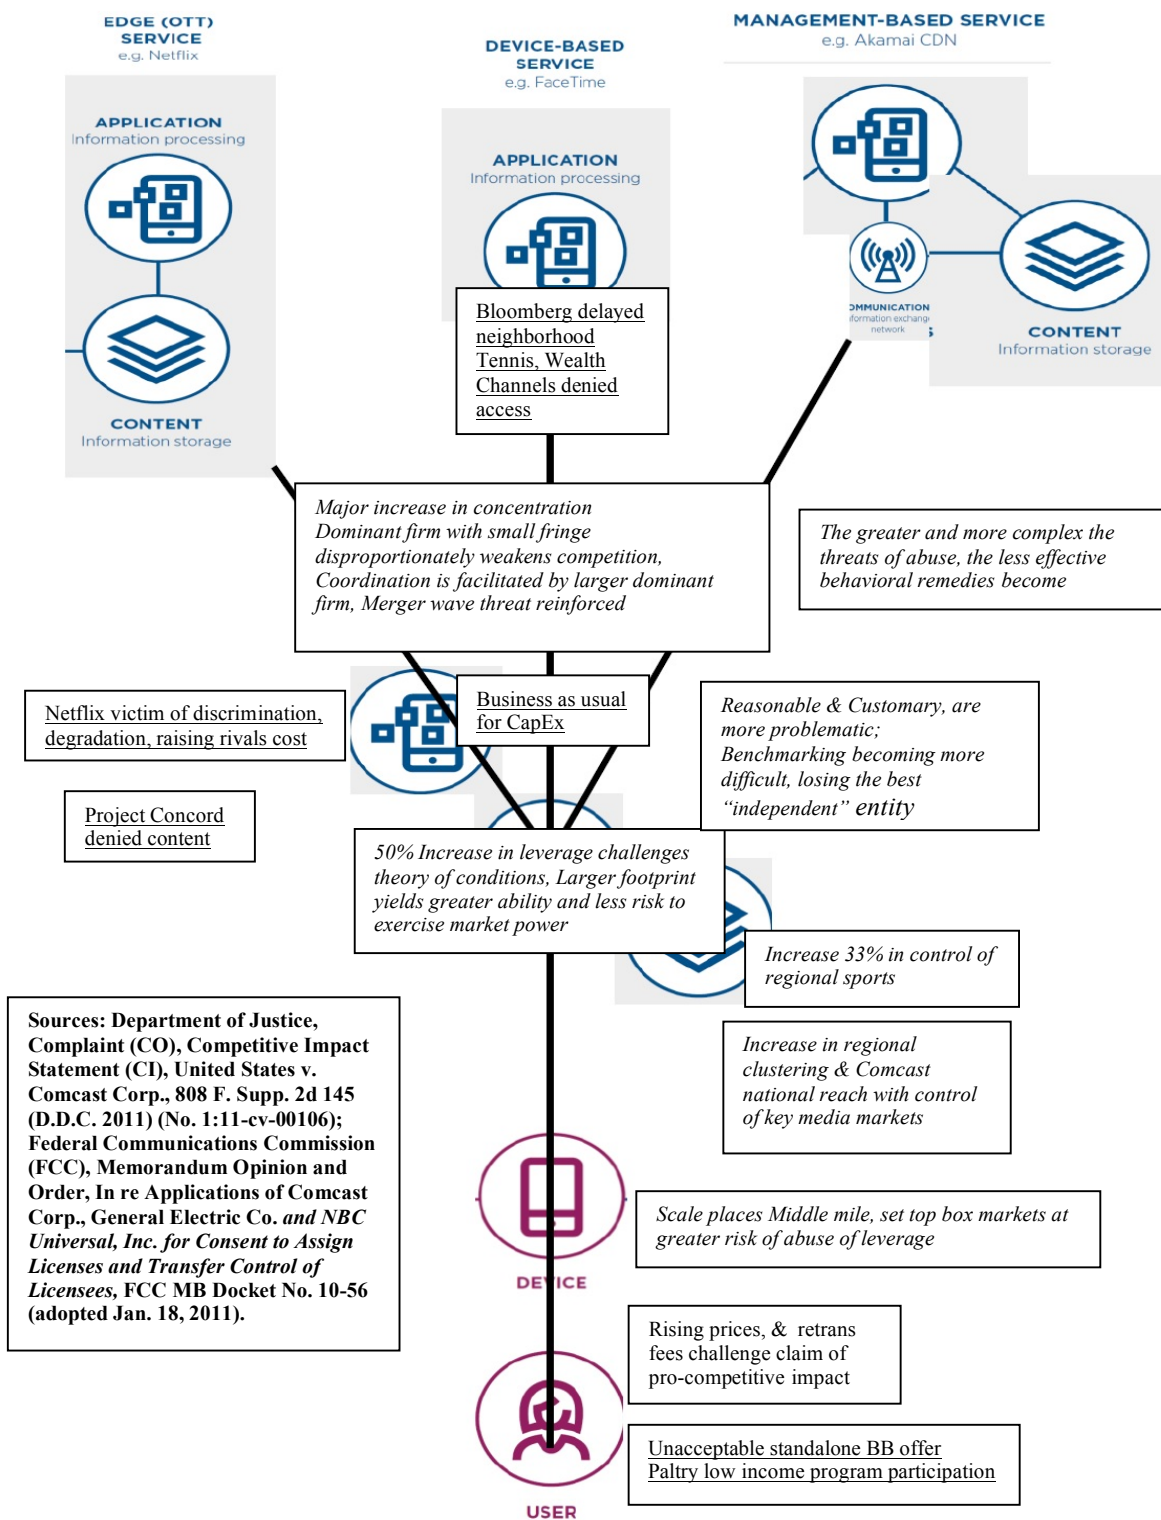 EDGE (OTT)
SERVICE
e.g. Netflix
DEVICE-BASED
SERVICE
e.g. FaceTime
MANAGEMENT-BASED SERVICE
e.g. Akamai CDN
APPLICATION
Information processing
APPLICATION
Information processing
CONTENT
Information storage
OMMUNICATION
formation exchang
network
S
CONTENT
Information storage
Bloomberg delayed
neighborhood
Tennis, Wealth
Channels denied
access
Major increase in concentration
Dominant firm with small fringe
disproportionately weakens competition,
Coordination is facilitated by larger dominant
firm, Merger wave threat reinforced
The greater and more complex the
threats of abuse, the less effective
behavioral remedies become
Netflix victim of discrimination,
degradation, raising rivals cost
Business as usual
for CapEx
Reasonable & Customary, are
more problematic;
Benchmarking becoming more
difficult, losing the best
“independent” entity
Project Concord
denied content
50% Increase in leverage challenges
theory of conditions, Larger footprint
yields greater ability and less risk to
exercise market power
Increase 33% in control of
regional sports
Increase in regional
clustering & Comcast
national reach with control
of key media markets
Sources: Department of Justice,
Complaint (CO), Competitive Impact
Statement (CI), United States v.
Comcast Corp., 808 F. Supp. 2d 145
(D.D.C. 2011) (No. 1:11-cv-00106);
Federal Communications Commission
(FCC), Memorandum Opinion and
Order, In re Applications of Comcast
Corp., General Electric Co. and NBC
Universal, Inc. for Consent to Assign
Licenses and Transfer Control of
Licensees, FCC MB Docket No. 10-56
(adopted Jan. 18, 2011).
Scale places Middle mile, set top box markets at
greater risk of abuse of leverage
DEVICE
Rising prices, & retrans
fees challenge claim of
pro-competitive impact
Unacceptable standalone BB offer
Paltry low income program participation
USER